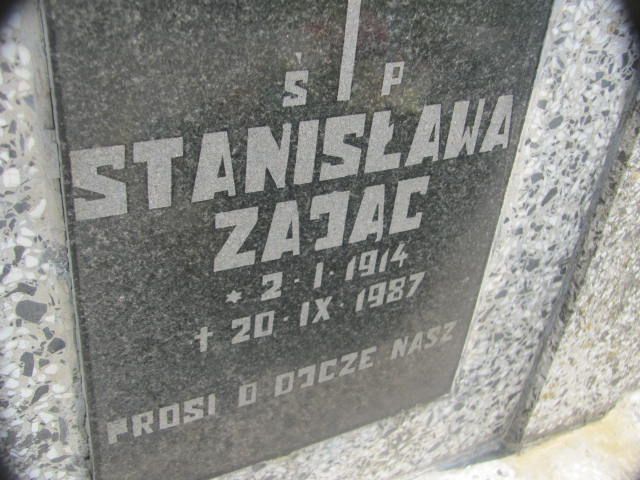 Ś P
STANISŁAWA
ZAJĄC
* 2 · I · 1914
† 20 · IX · 1987
PROSI O OJCZE NASZ